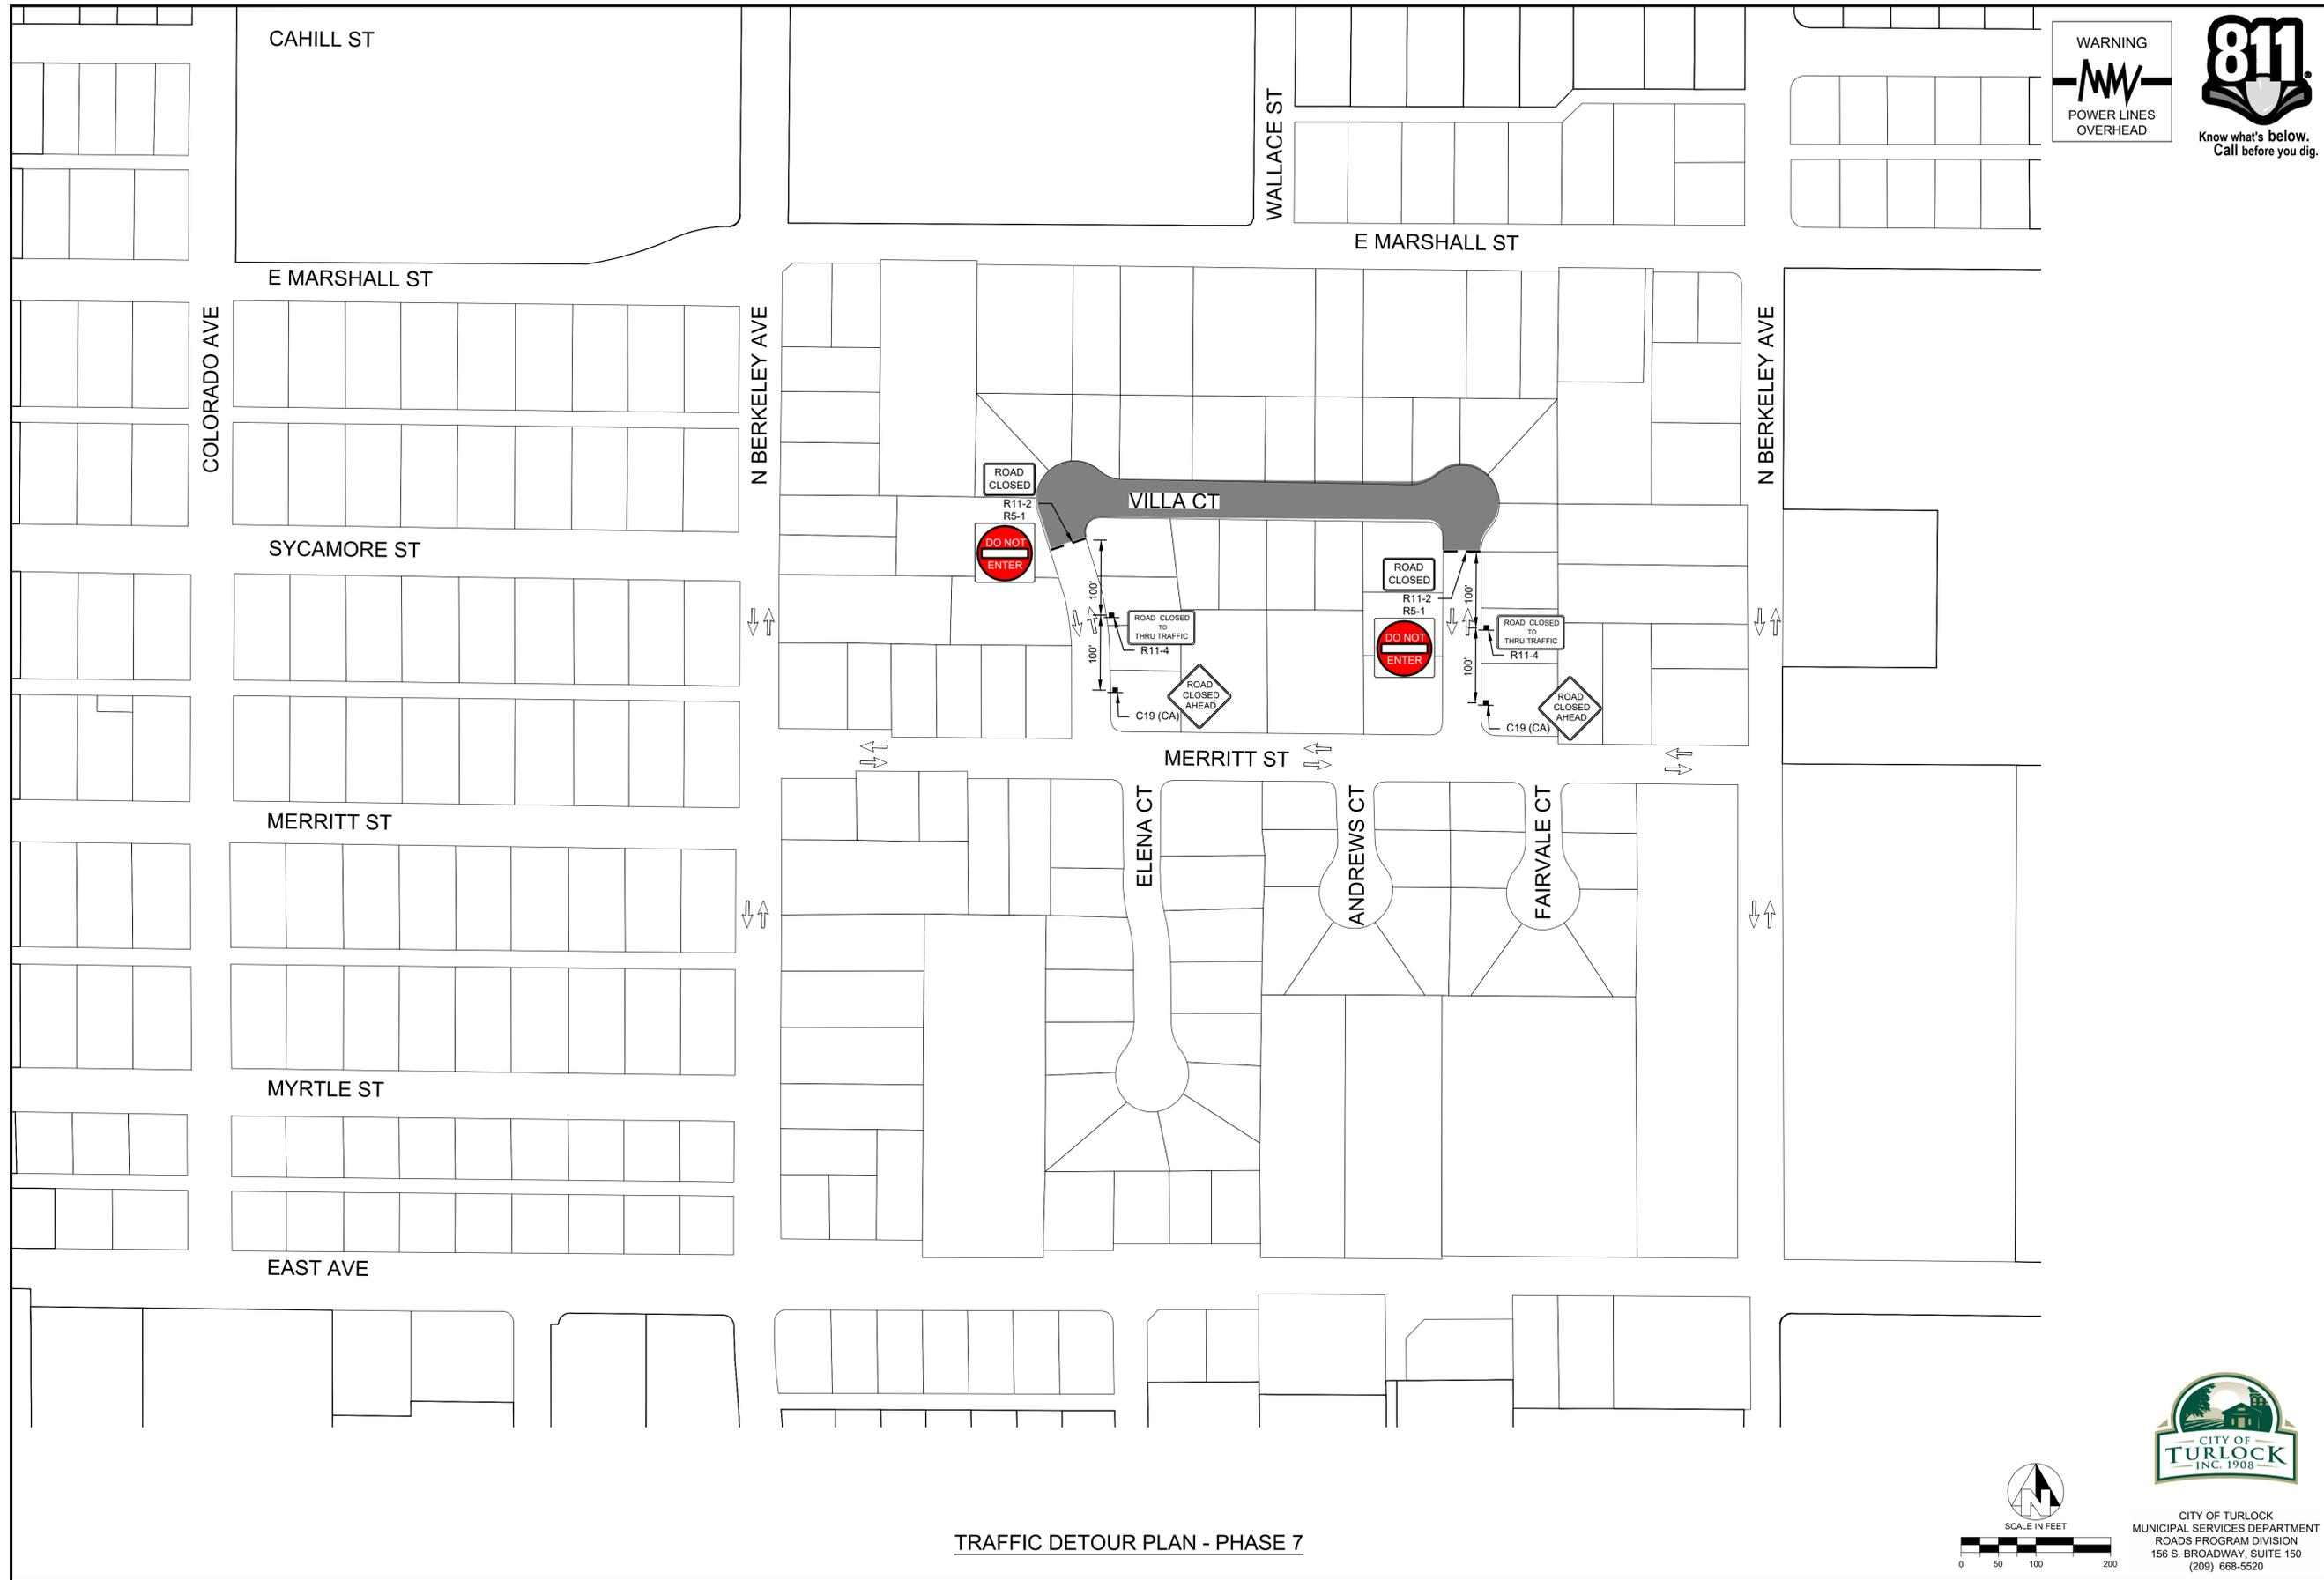 CAHILL ST
WALLACE ST
WARNING
POWER LINES
OVERHEAD
811
Know what's below.
Call before you dig.
E MARSHALL ST
E MARSHALL ST
COLORADO AVE
N BERKELEY AVE
N BERKELEY AVE
ROAD
CLOSED
R11-2
R5-1
DO NOT
ENTER
VILLA CT
SYCAMORE ST
100'
100'
ROAD CLOSED
TO
THRU TRAFFIC
R11-4
ROAD
CLOSED
AHEAD
C19 (CA)
ROAD
CLOSED
R11-2
R5-1
DO NOT
ENTER
100'
100'
ROAD CLOSED
TO
THRU TRAFFIC
R11-4
ROAD
CLOSED
AHEAD
C19 (CA)
MERRITT ST
MERRITT ST
ELENA CT
ANDREWS CT
FAIRVALE CT
MYRTLE ST
EAST AVE
TRAFFIC DETOUR PLAN - PHASE 7
N
SCALE IN FEET
0 50 100 200
CITY OF
TURLOCK
INC. 1908
CITY OF TURLOCK
MUNICIPAL SERVICES DEPARTMENT
ROADS PROGRAM DIVISION
156 S. BROADWAY, SUITE 150
(209) 668-5520